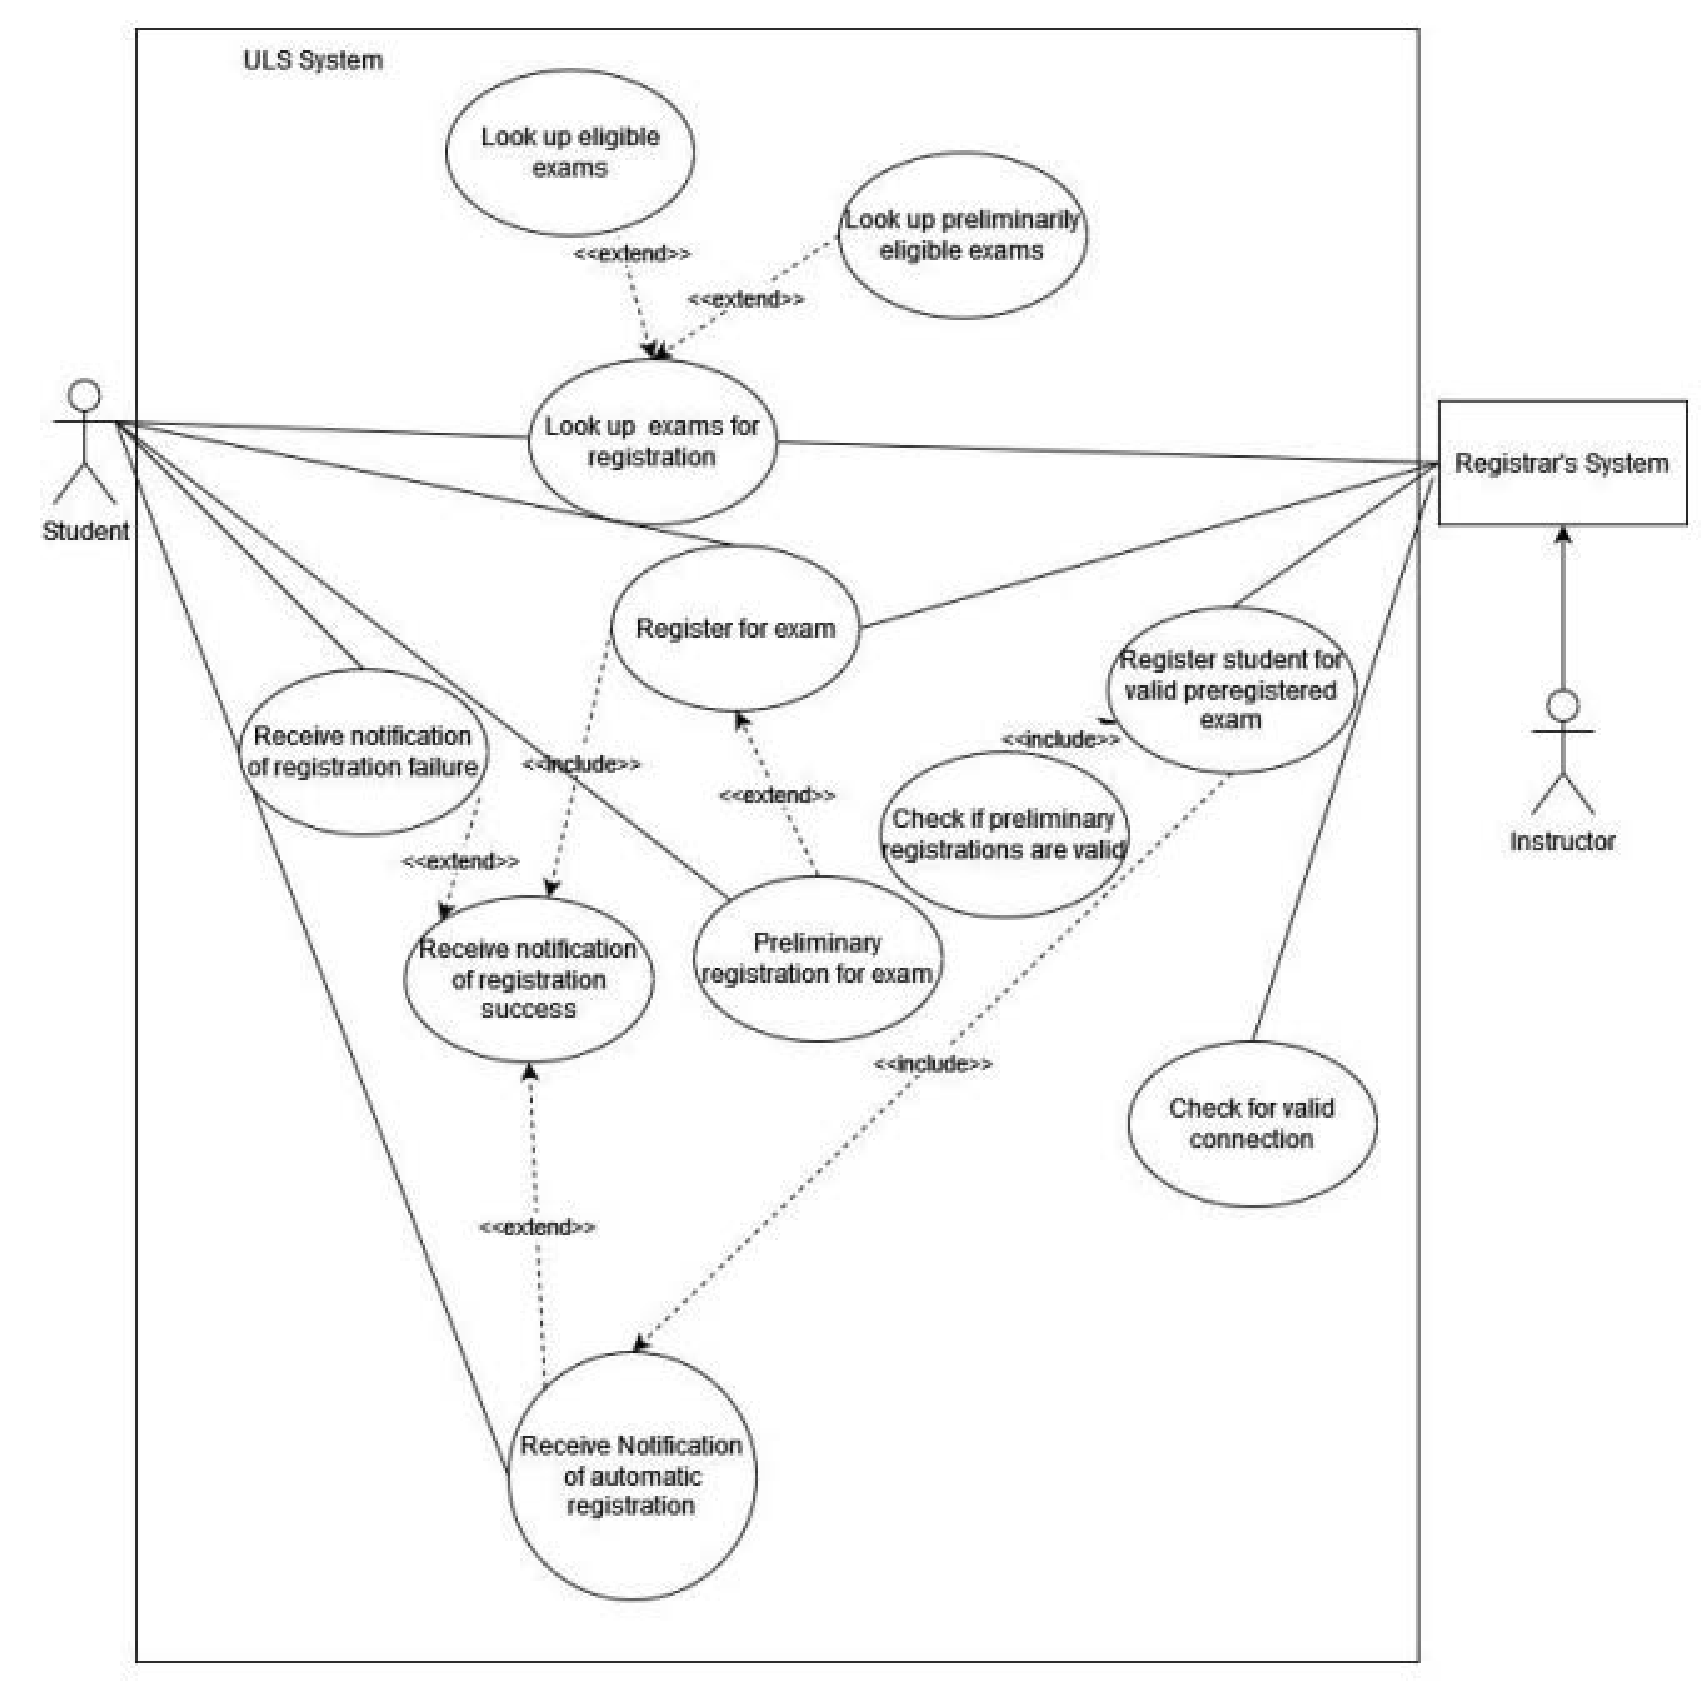 ULS System
Look up eligible
exams
Look up preliminarily
eligible exams
<<extend>>
<<extend>>
Look up exams for
registration
Registrar's System
Student
Register for exam
Register student for
valid preregistered
exam
Receive notification
of registration failure
<<include>>
<<include>>
<<extend>>
Check if preliminary
registrations are valid
Instructor
<<extend>>
Receive notification
of registration
success
Preliminary
registration for exam
<<include>>
Check for valid
connection
<<extend>>
Receive Notification
of automatic
registration